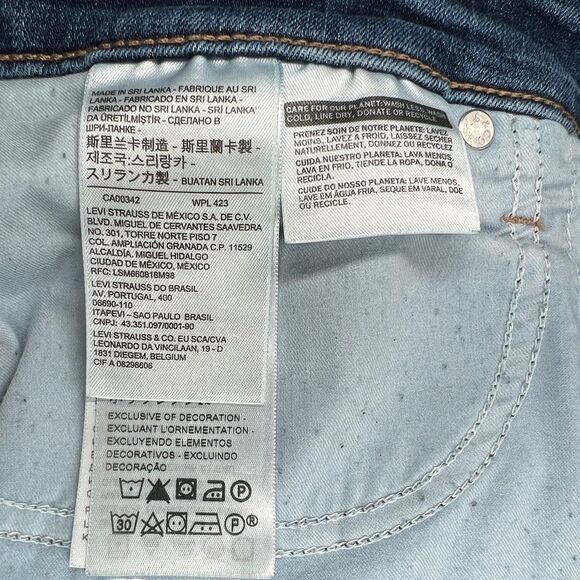 MADE IN SRI LANKA - FABRIQUE AU SRI
LANKA - FABRICADO EN SRI LANKA -
FABRICADO NO SRI LANKA - SRİ LANKA'
DA ÜRETİLMİŞTİR - СДЕЛАНО В
ШРИ-ЛАНКЕ -
斯里兰卡制造 - 斯里蘭卡製 -
제조국: 스리랑카 -
スリランカ製 - BUATAN SRI LANKA
CA00342 WPL 423
LEVI STRAUSS DE MÉXICO S.A. DE C.V.
BLVD. MIGUEL DE CERVANTES SAAVEDRA
NO. 301, TORRE NORTE PISO 7
COL. AMPLIACIÓN GRANADA C.P. 11529
ALCALDÍA. MIGUEL HIDALGO
CIUDAD DE MÉXICO, MÉXICO
RFC: LSM660818M98
LEVI STRAUSS DO BRASIL
AV. PORTUGAL, 400
06690-110
ITAPEVI – SAO PAULO BRASIL
CNPJ: 43.351.097/0001-90
LEVI STRAUSS & CO. EU SCA/CVA
LEONARDO DA VINCILAAN, 19 - D
1831 DIEGEM, BELGIUM
CIF A 08298606
EXCLUSIVE OF DECORATION -
EXCLUANT L'ORNEMENTATION -
EXCLUYENDO ELEMENTOS
DECORATIVOS - EXCLUINDO
DECORAÇÃO
P
30 P®
CARE FOR OUR PLANET: WASH LESS, WASH
COLD, LINE DRY, DONATE OR RECYCLE.
PRENEZ SOIN DE NOTRE PLANÈTE: LAVEZ
MOINS, LAVEZ À FROID, LAISSEZ SÉCHER
NATURELLEMENT, DONNEZ OU RECYCLEZ
CUIDA NUESTRO PLANETA: LAVA MENOS,
LAVA EN FRIO, TIENDE LA ROPA, DONA O
RECICLA.
CUIDE DO NOSSO PLANETA: LAVE MENOS,
LAVE EM ÁGUA FRIA, SEQUE EM VARAL, DOE
OU RECICLE.